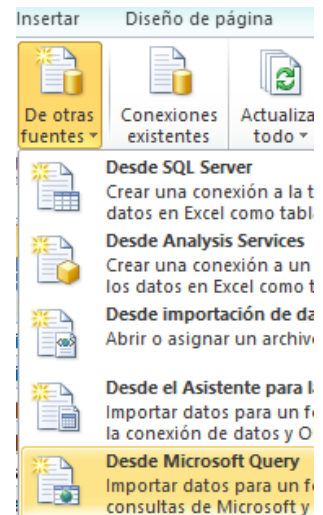 Insertar Diseño de página
De otras fuentes
Conexiones existentes
Actualiza todo
Desde SQL Server
Crear una conexión a la t
datos en Excel como tabl
Desde Analysis Services
Crear una conexión a un
los datos en Excel como t
Desde importación de da
Abrir o asignar un archivo
Desde el Asistente para l
Importar datos para un fo
la conexión de datos y O
Desde Microsoft Query
Importar datos para un fo
consultas de Microsoft y